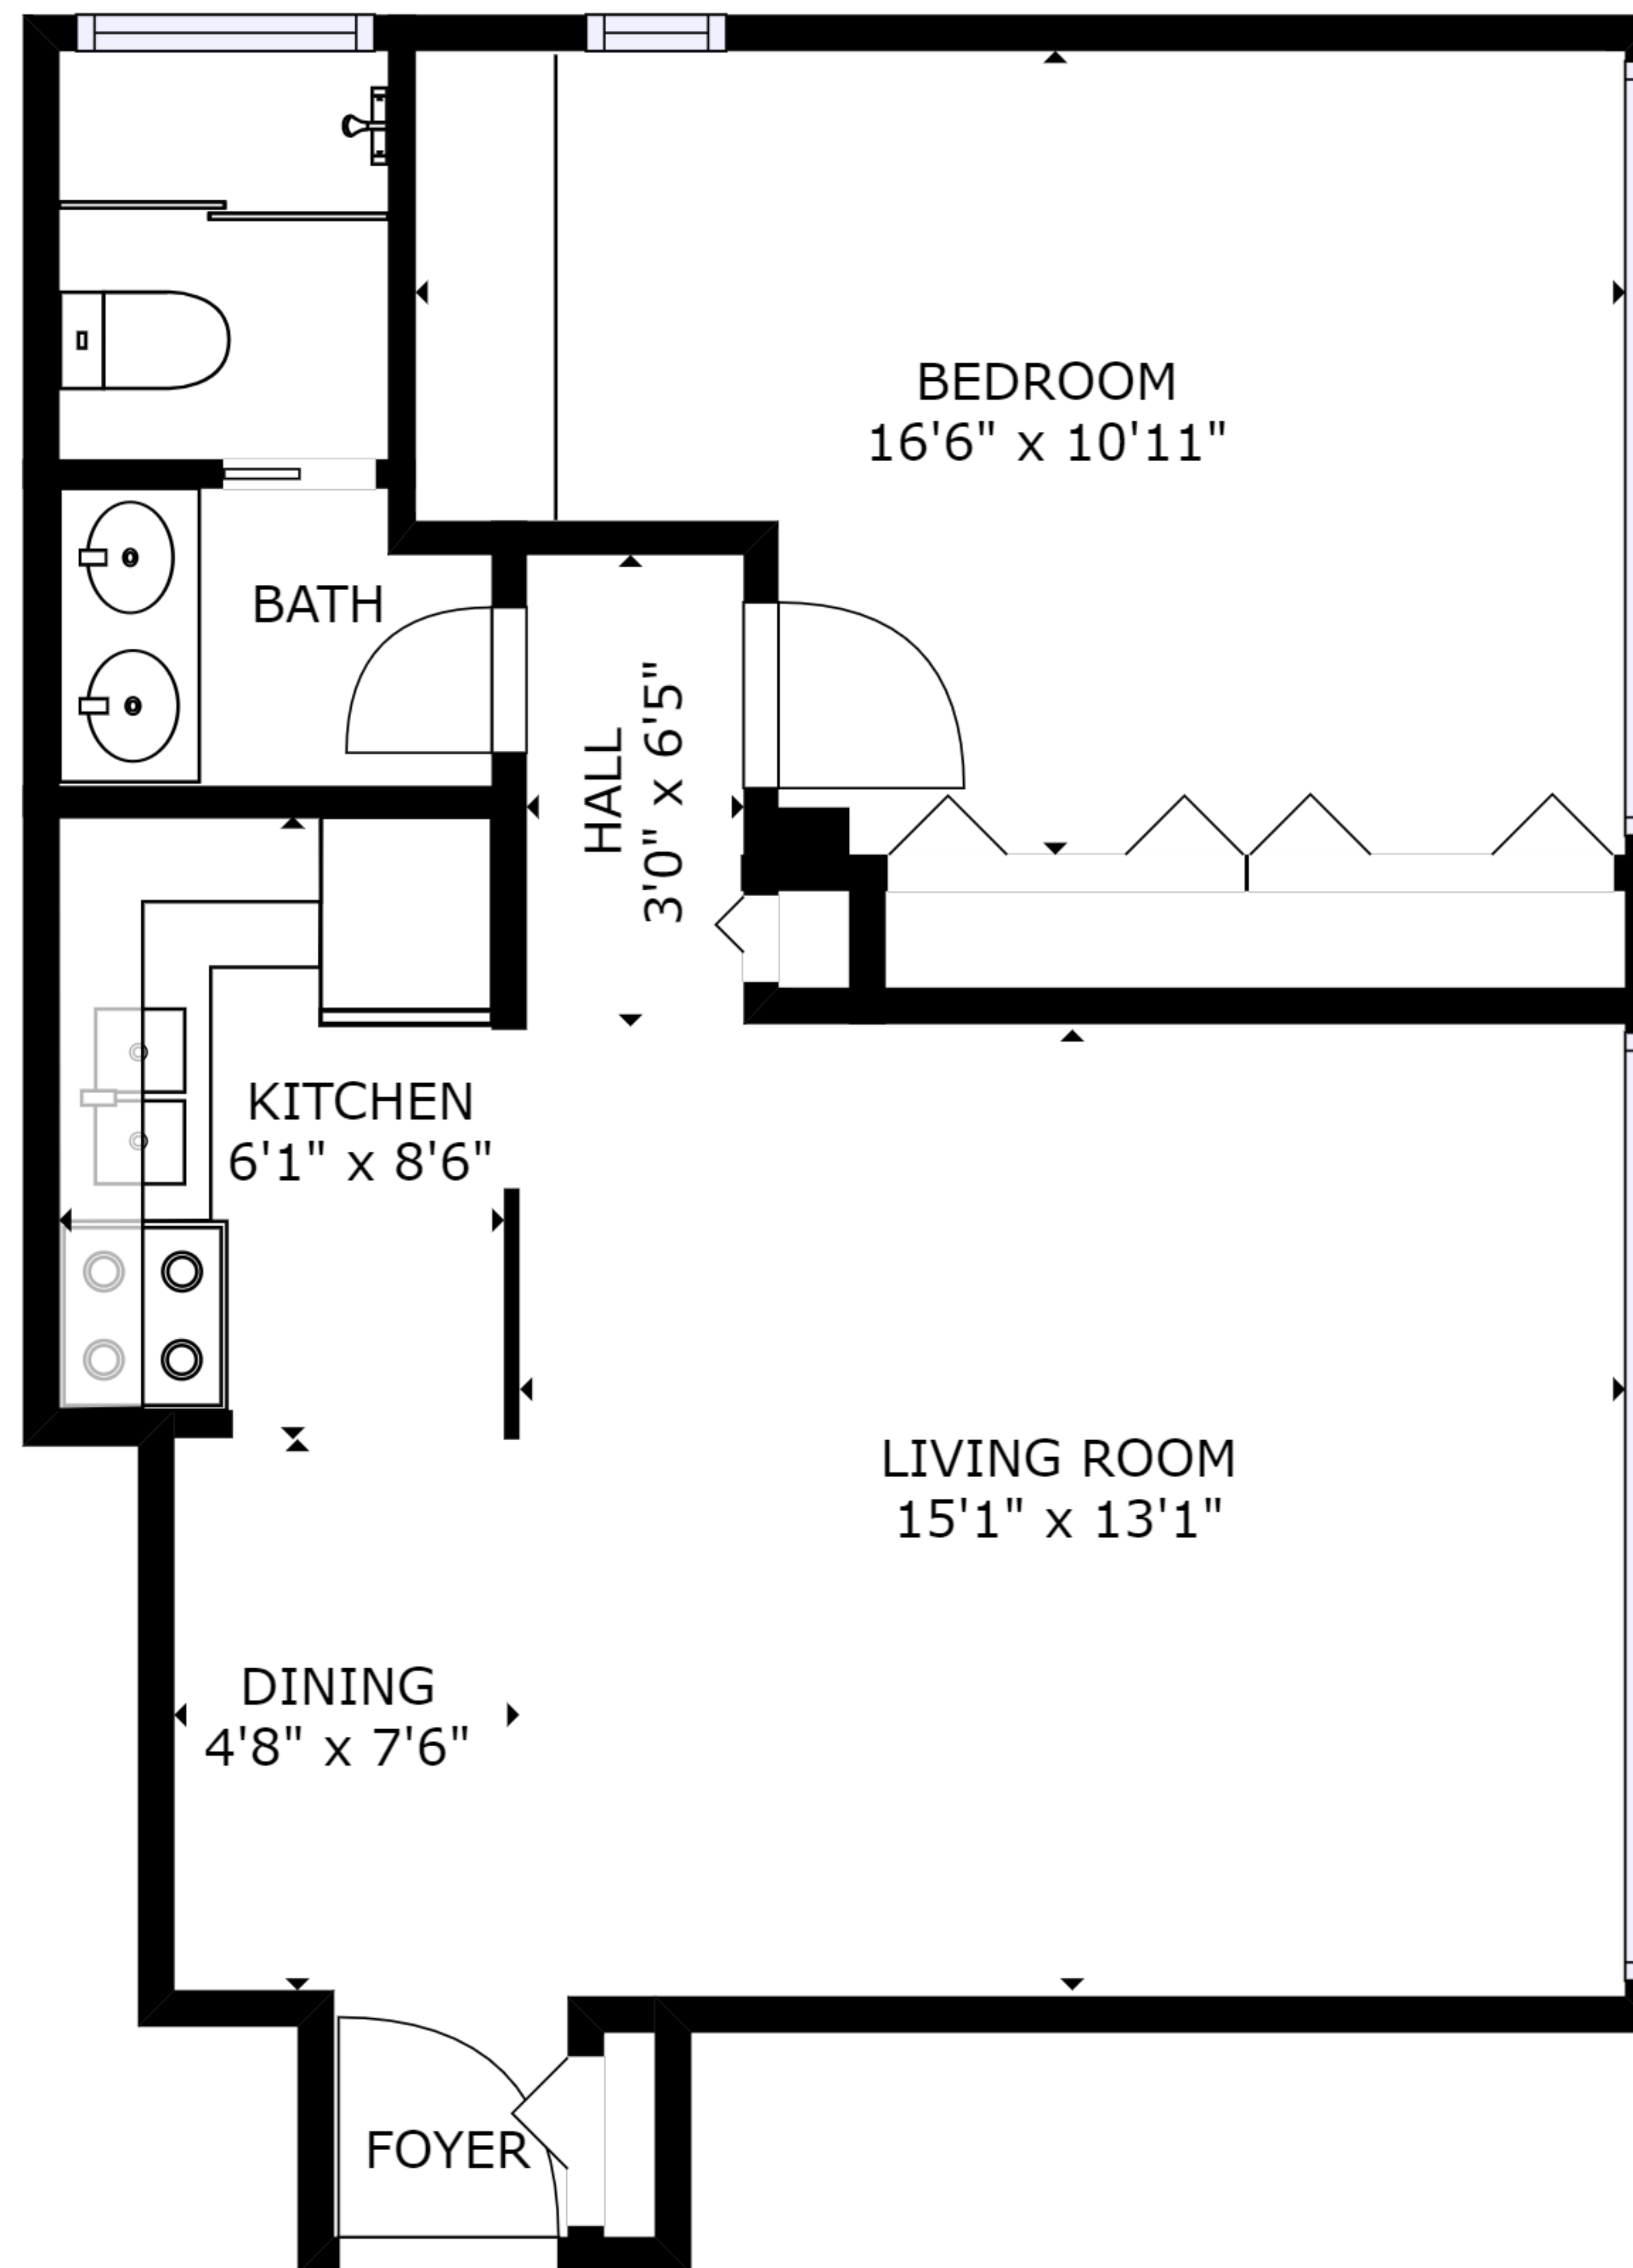 BEDROOM
16'6" x 10'11"
BATH
HALL
3'0" x 6'5"
KITCHEN
6'1" x 8'6"
LIVING ROOM
15'1" x 13'1"
DINING
4'8" x 7'6"
FOYER